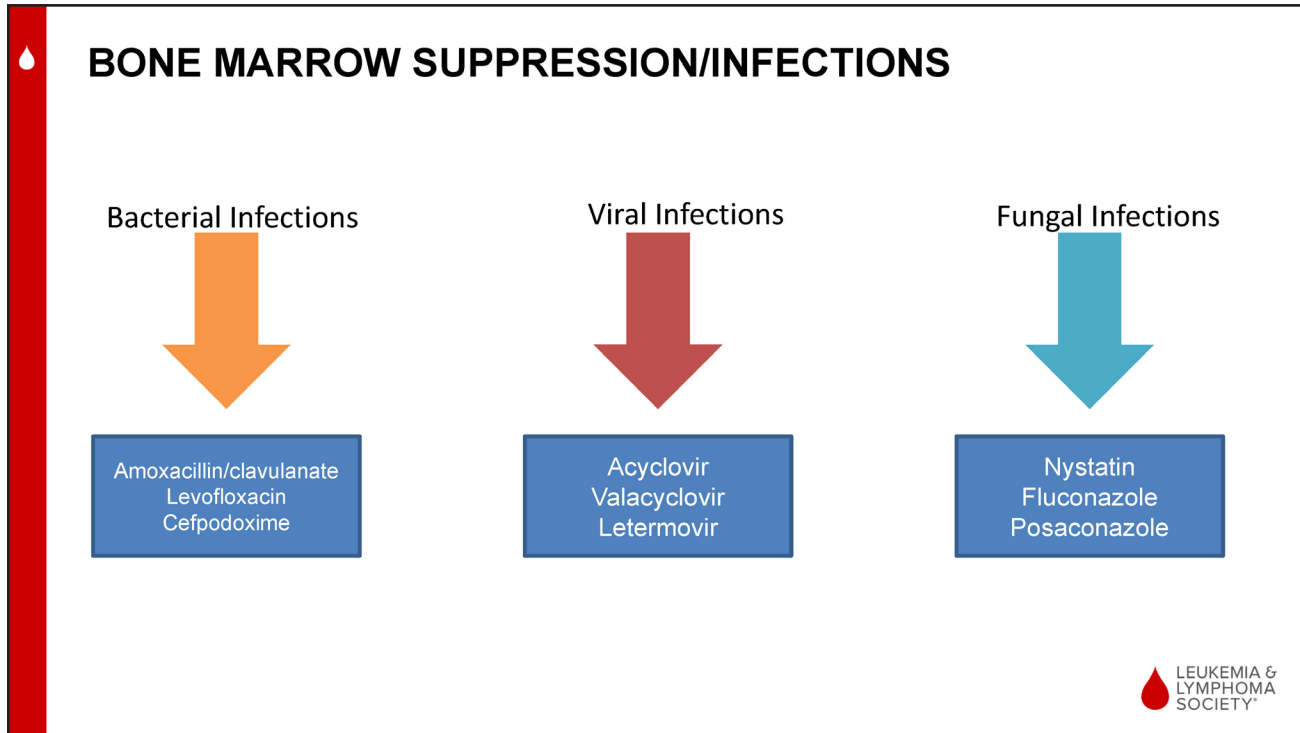 BONE MARROW SUPPRESSION/INFECTIONS
Bacterial Infections
Amoxacillin/clavulanate
Levofloxacin
Cefpodoxime
Viral Infections
Acyclovir
Valacyclovir
Letermovir
Fungal Infections
Nystatin
Fluconazole
Posaconazole
LEUKEMIA &
LYMPHOMA
SOCIETY®